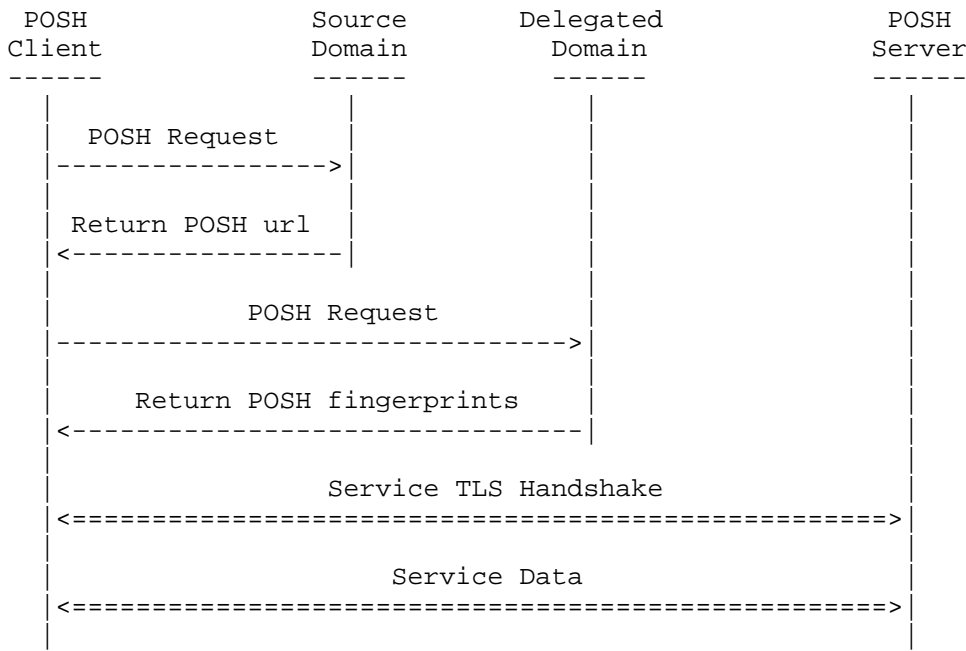 POSH Source Delegated POSH
Client Domain Domain Server
------ ------ ------ ------
POSH Request
Return POSH url
POSH Request
Return POSH fingerprints
Service TLS Handshake
Service Data